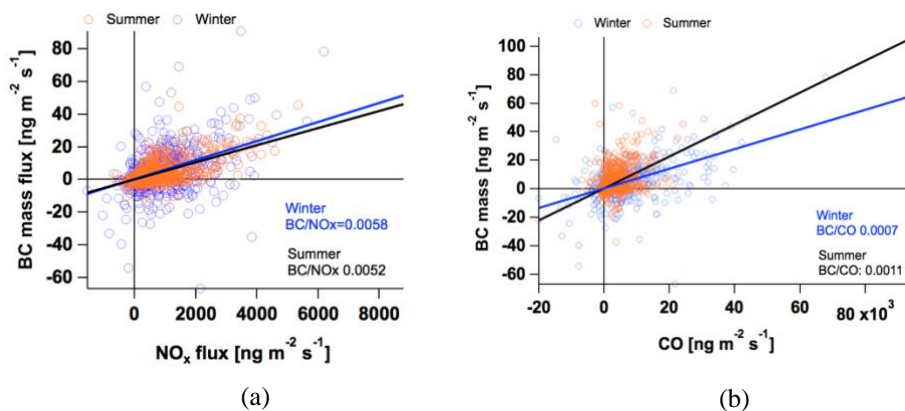 Summer Winter
BC mass flux [ng m-2 s-1]
80
60
40
20
0
-20
-40
-60
Winter
BC/NOx=0.0058
Summer
BC/NOx 0.0052
0 2000 4000 6000 8000
NOx flux [ng m-2 s-1]
(a)
Winter Summer
BC mass [ng m-2 s-1]
100
80
60
40
20
0
-20
-40
-60
Winter
BC/CO 0.0007
Summer
BC/CO: 0.0011
-20 0 20 40 60 80 x10³
CO [ng m-2 s-1]
(b)